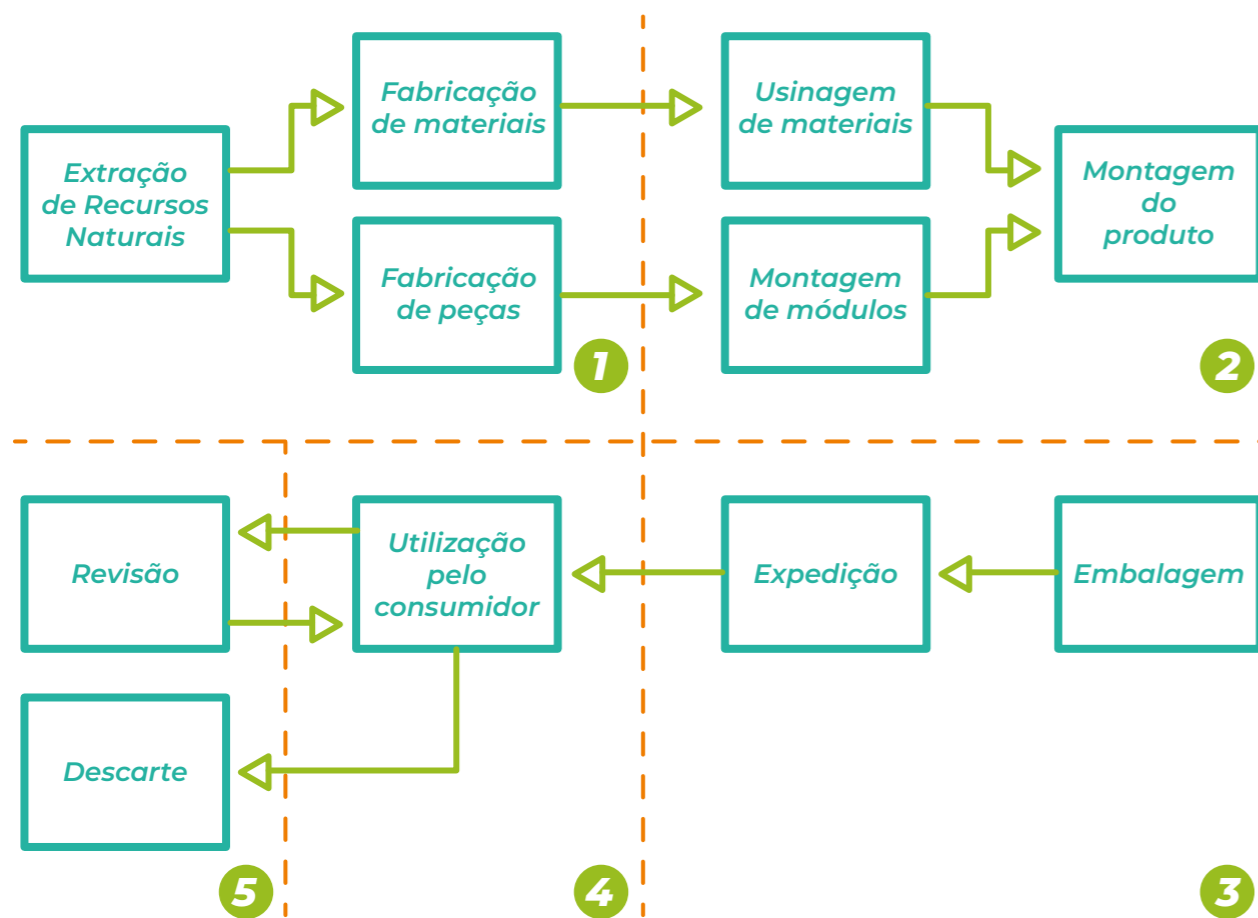 Extração
de Recursos
Naturais
Fabricação
de materiais
Fabricação
de peças
1
Usinagem
de materiais
Montagem
de módulos
Montagem
do
produto
2
Revisão
Descarte
5
Utilização
pelo
consumidor
4
Expedição
Embalagem
3